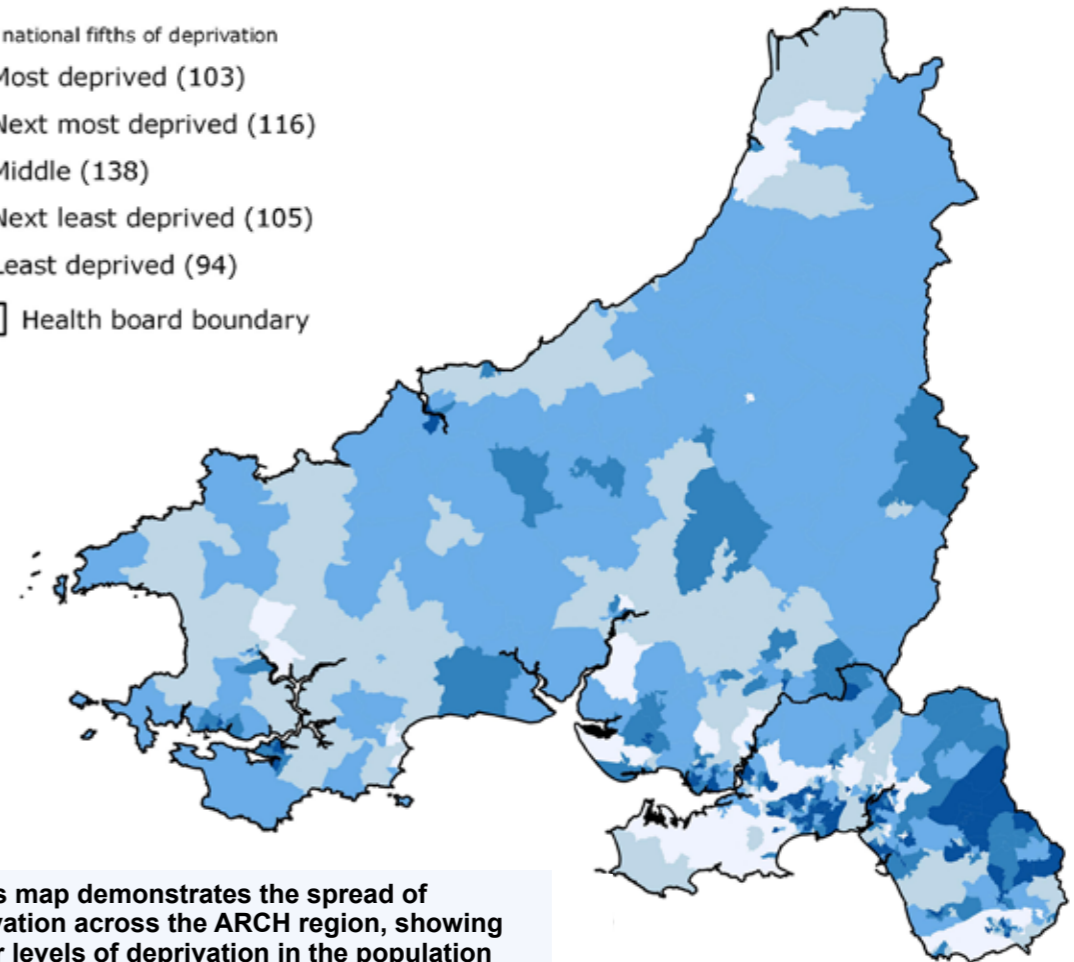 national fifths of deprivation
Most deprived (103)
Next most deprived (116)
Middle (138)
Next least deprived (105)
Least deprived (94)
Health board boundary
s map demonstrates the spread of
vation across the ARCH region, showing
r levels of deprivation in the population